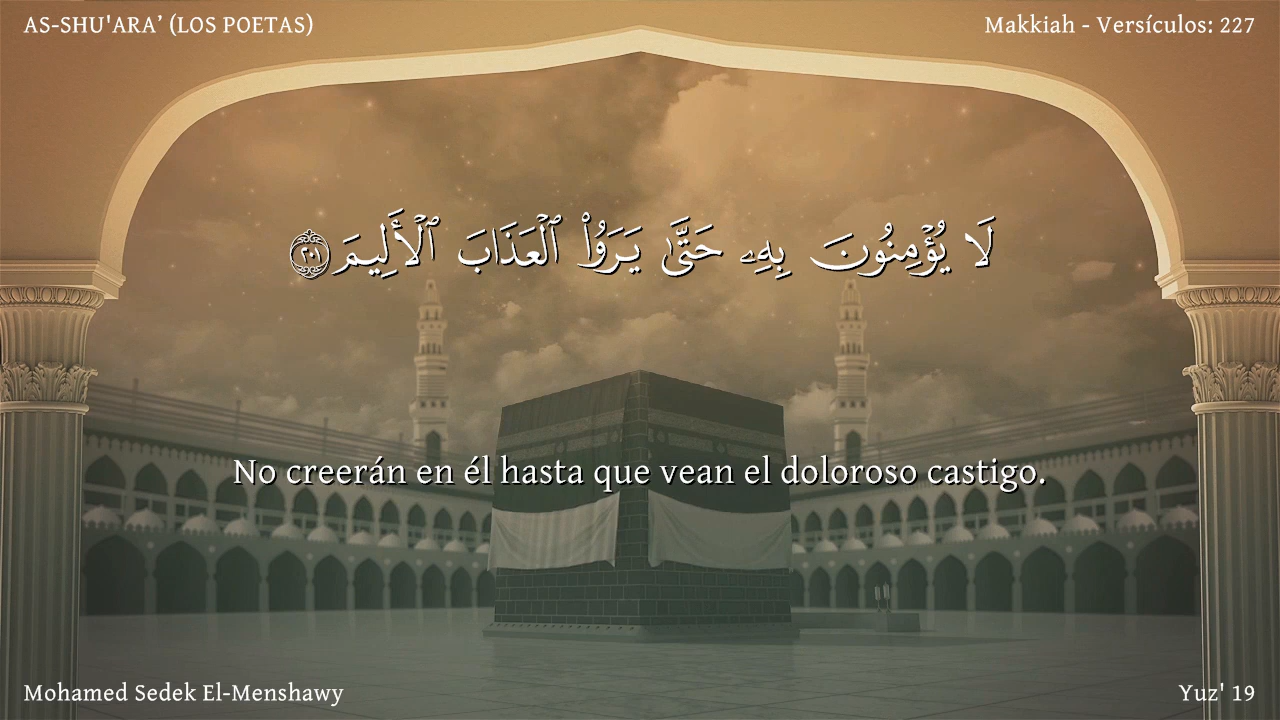 AS-SHU'ARA’ (LOS POETAS)
Makkiah - Versículos: 227
لَا يُؤۡمِنُونَ بِهِۦ حَتَّىٰ يَرَوُاْ ٱلۡعَذَابَ ٱلۡأَلِيمَ ٢٠١
No creerán en él hasta que vean el doloroso castigo.
Mohamed Sedek El-Menshawy
Yuz' 19